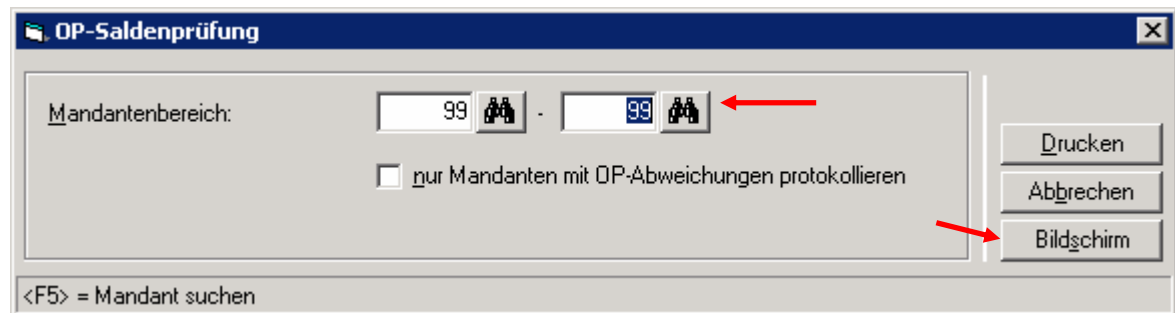 OP-Saldenprüfung
Mandantenbereich: 99 - 99
nur Mandanten mit OP-Abweichungen protokollieren
Drucken
Abbrechen
Bildschirm
<F5> = Mandant suchen